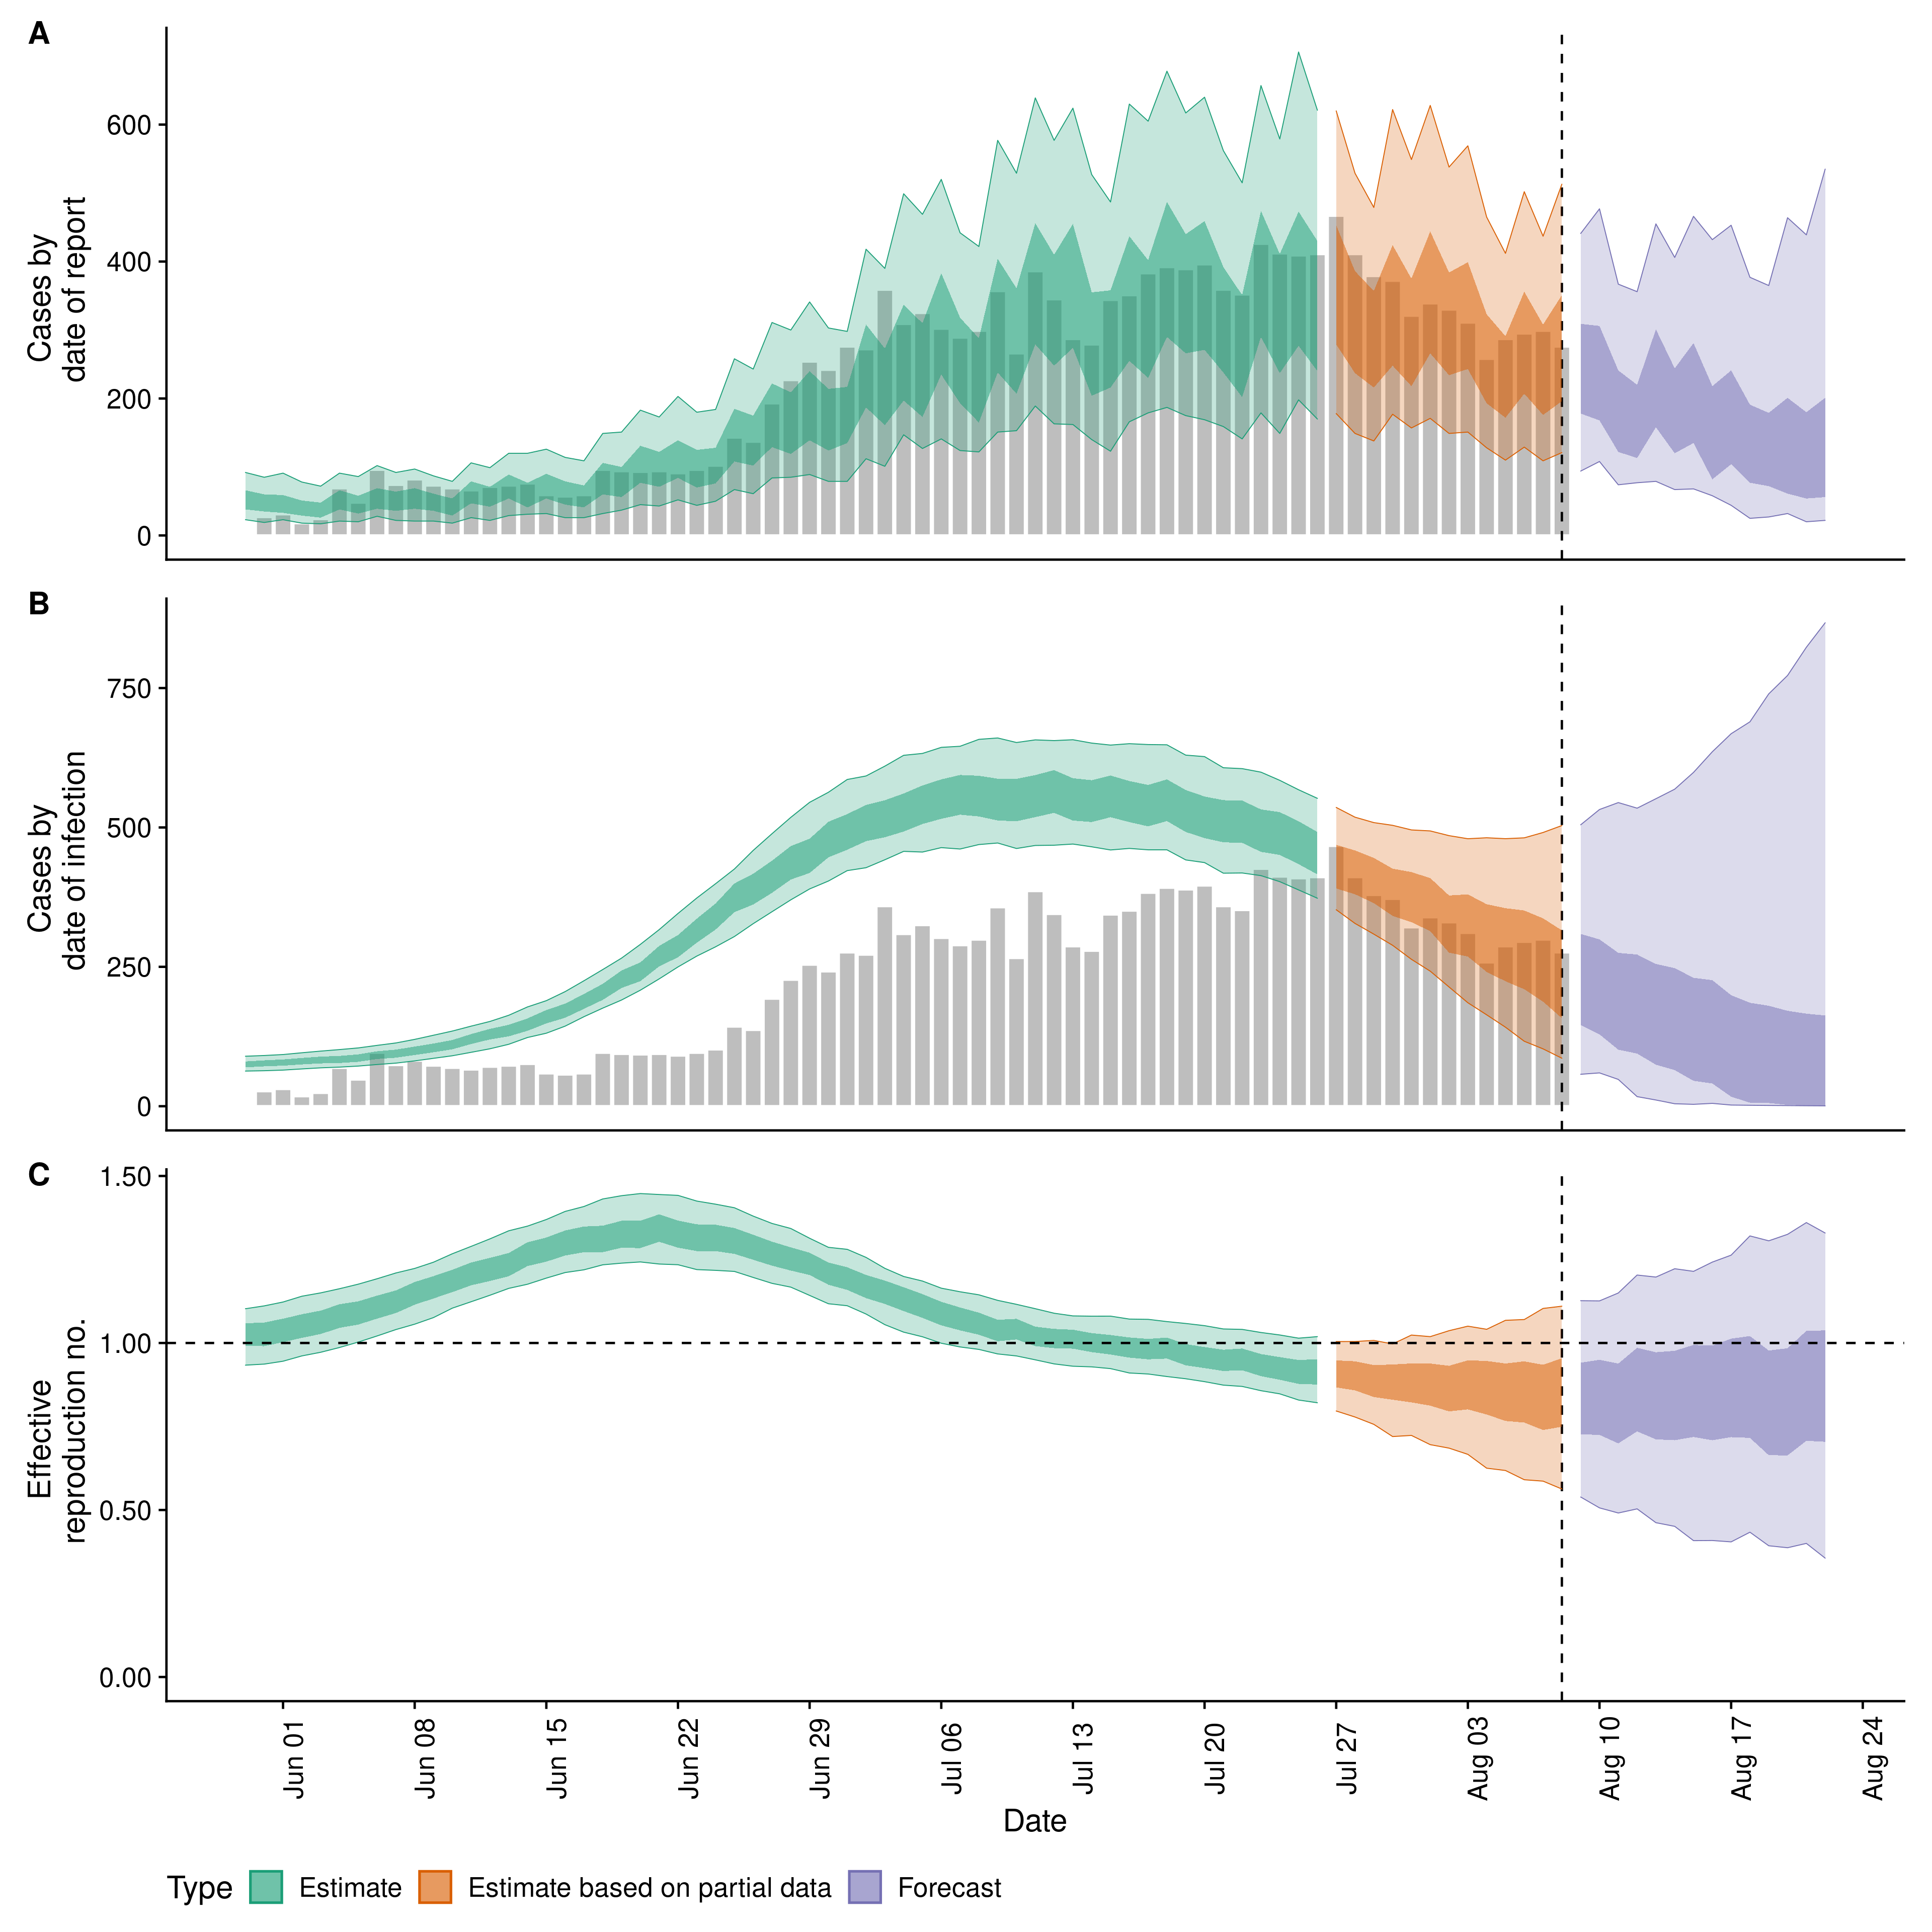 A
Cases by
date of report
600
400
200
0
B
Cases by
date of infection
750
500
250
0
C
Effective
reproduction no.
1.50
1.00
0.50
0.00
Jun 01
Jun 08
Jun 15
Jun 22
Jun 29
Jul 06
Jul 13
Jul 20
Jul 27
Aug 03
Aug 10
Aug 17
Aug 24
Date
Type Estimate Estimate based on partial data Forecast